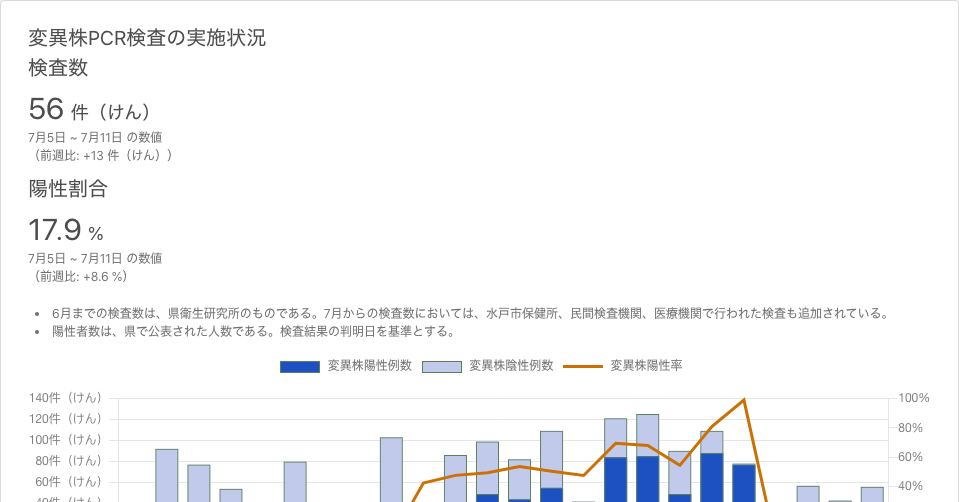 変異株PCR検査の実施状況
検査数
56 件（けん）
7月5日 ~ 7月11日 の数値
（前週比: +13 件（けん））
陽性割合
17.9 %
7月5日 ~ 7月11日 の数値
（前週比: +8.6 %）
• 6月までの検査数は、県衛生研究所のものである。7月からの検査数においては、水戸市保健所、民間検査機関、医療機関で行われた検査も追加されている。
• 陽性者数は、県で公表された人数である。検査結果の判明日を基準とする。
変異株陽性例数 変異株陰性例数 変異株陽性率
140件（けん） 100%
120件（けん）
80%
100件（けん）
80件（けん） 60%
60件（けん） 40%
40件（けん）